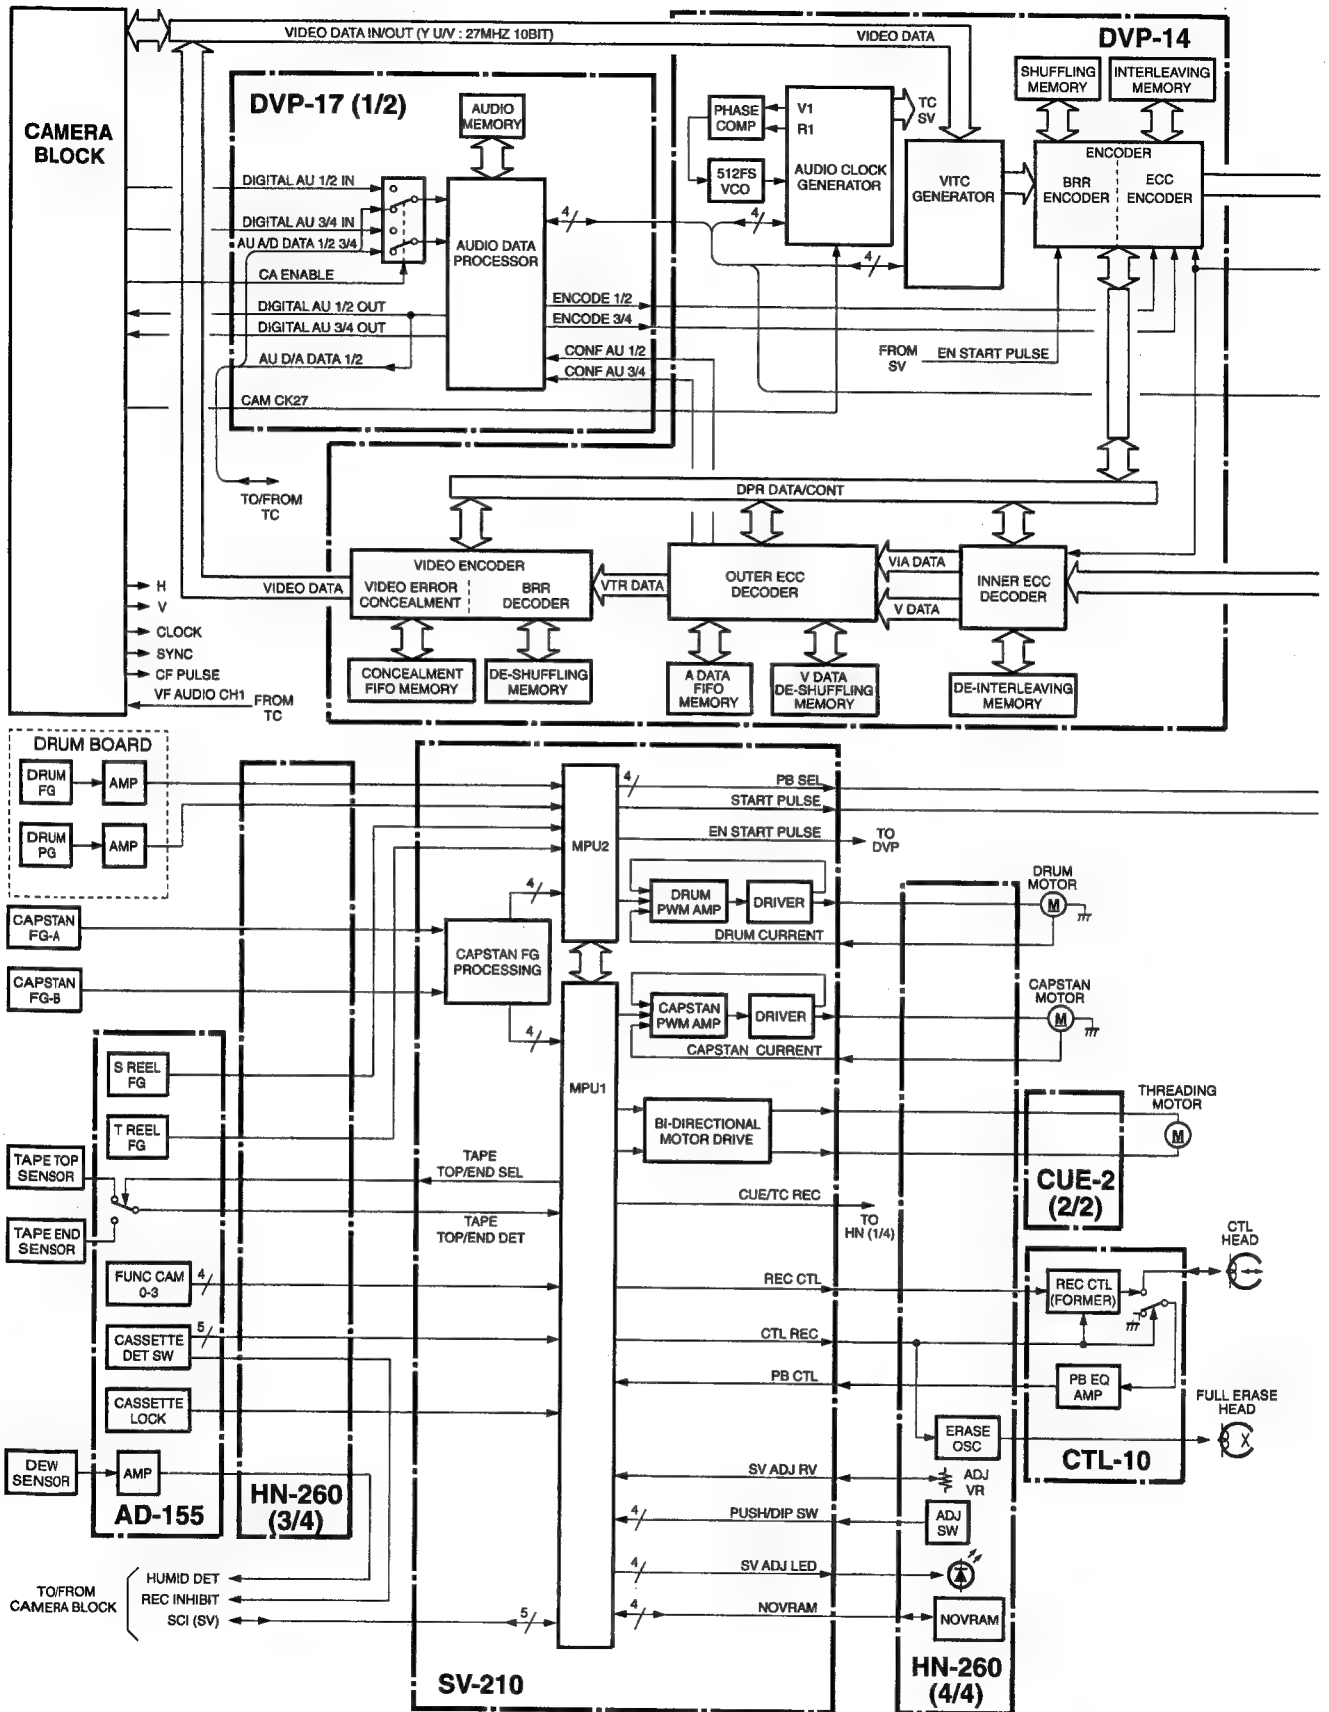 VIDEO DATA IN/OUT (Y U/V : 27MHZ 10BIT)
VIDEO DATA
DVP-14
CAMERA
BLOCK
DVP-17 (1/2)
AUDIO
MEMORY
DIGITAL AU 1/2 IN
DIGITAL AU 3/4 IN
AU A/D DATA 1/2 3/4
CA ENABLE
DIGITAL AU 1/2 OUT
DIGITAL AU 3/4 OUT
AU D/A DATA 1/2
CAM CK27
AUDIO DATA
PROCESSOR
4
ENCODE 1/2
ENCODE 3/4
CONF AU 1/2
CONF AU 3/4
PHASE
COMP
512FS
VCO
V1
R1
AUDIO CLOCK
GENERATOR
TC
SV
4
4
VITC
GENERATOR
SHUFFLING
MEMORY
INTERLEAVING
MEMORY
ENCODER
BRR
ENCODER
ECC
ENCODER
FROM
SV
EN START PULSE
TO/FROM
TC
DPR DATA/CONT
VIDEO DATA
VIDEO ENCODER
VIDEO ERROR
CONCEALMENT
BRR
DECODER
VTR DATA
OUTER ECC
DECODER
VIA DATA
V DATA
INNER ECC
DECODER
CONCEALMENT
FIFO MEMORY
DE-SHUFFLING
MEMORY
A DATA
FIFO
MEMORY
V DATA
DE-SHUFFLING
MEMORY
DE-INTERLEAVING
MEMORY
H
V
CLOCK
SYNC
CF PULSE
VF AUDIO CH1
FROM
TC
DRUM BOARD
DRUM
FG
AMP
DRUM
PG
AMP
CAPSTAN
FG-A
CAPSTAN
FG-B
CAPSTAN FG
PROCESSING
4
4
MPU2
MPU1
4
PB SEL
START PULSE
EN START PULSE
TO
DVP
DRUM
PWM AMP
DRIVER
DRUM CURRENT
DRUM
MOTOR
M
CAPSTAN
PWM AMP
DRIVER
CAPSTAN CURRENT
CAPSTAN
MOTOR
M
S REEL
FG
T REEL
FG
TAPE TOP
SENSOR
TAPE END
SENSOR
TAPE
TOP/END SEL
TAPE
TOP/END DET
BI-DIRECTIONAL
MOTOR DRIVE
THREADING
MOTOR
M
CUE-2
(2/2)
CUE/TC REC
TO
HN (1/4)
FUNC CAM
0-3
4
CASSETTE
DET SW
5
CASSETTE
LOCK
DEW
SENSOR
AMP
AD-155
HN-260
(3/4)
REC CTL
CTL REC
PB CTL
REC CTL
(FORMER)
PB EQ
AMP
CTL
HEAD
CTL-10
FULL ERASE
HEAD
X
ERASE
OSC
SV ADJ RV
ADJ
VR
4
PUSH/DIP SW
ADJ
SW
4
SV ADJ LED
4
NOVRAM
NOVRAM
TO/FROM
CAMERA BLOCK
HUMID DET
REC INHIBIT
SCI (SV)
5
SV-210
HN-260
(4/4)